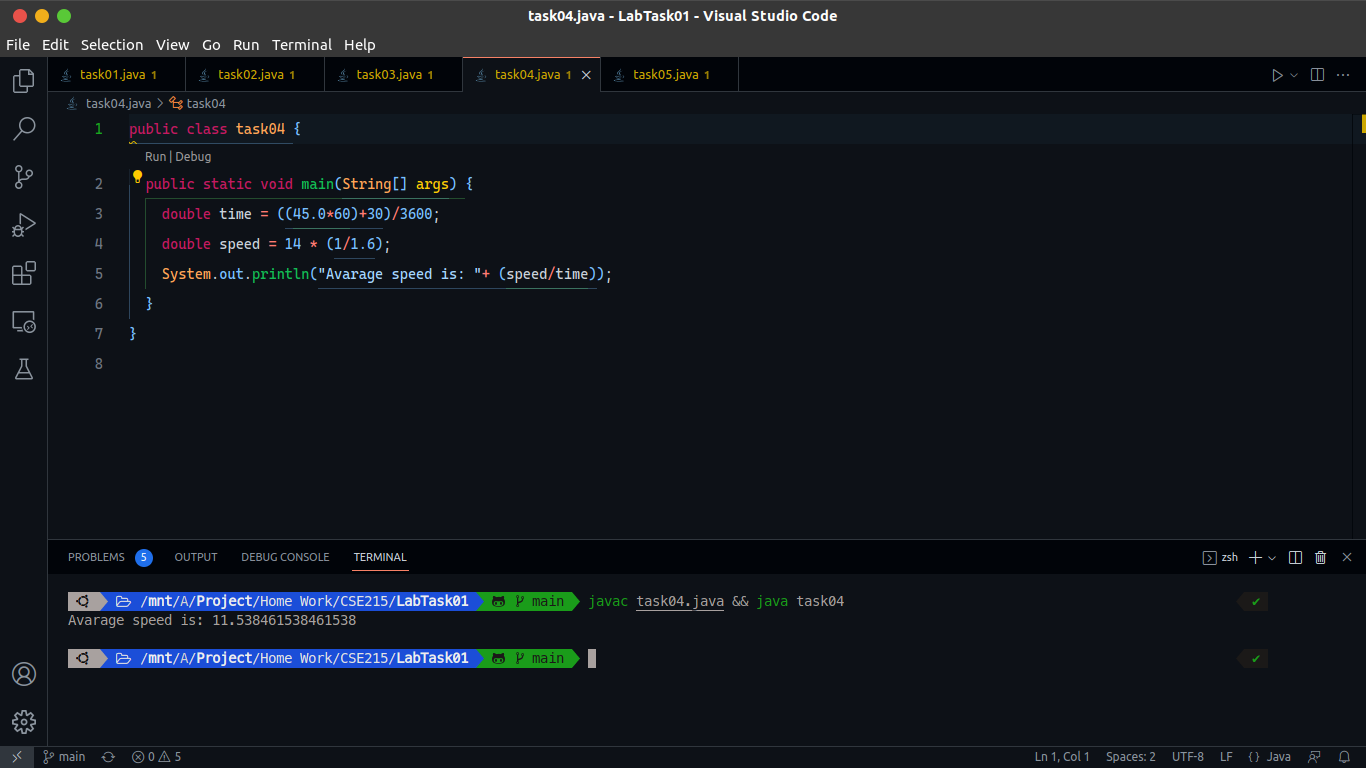 task04.java - LabTask01 - Visual Studio Code
File Edit Selection View Go Run Terminal Help
task01.java 1 task02.java 1 task03.java 1 task04.java 1 task05.java 1
task04.java > task04
1 public class task04 {
Run | Debug
2 public static void main(String[] args) {
3 double time = ((45.0*60)+30)/3600;
4 double speed = 14 * (1/1.6);
5 System.out.println("Avarage speed is: "+ (speed/time));
6 }
7 }
8
PROBLEMS 5 OUTPUT DEBUG CONSOLE TERMINAL zsh
/mnt/A/Project/Home Work/CSE215/LabTask01 main javac task04.java && java task04
Avarage speed is: 11.538461538461538
/mnt/A/Project/Home Work/CSE215/LabTask01 main
main 0 5 Ln 1, Col 1 Spaces: 2 UTF-8 LF {} Java